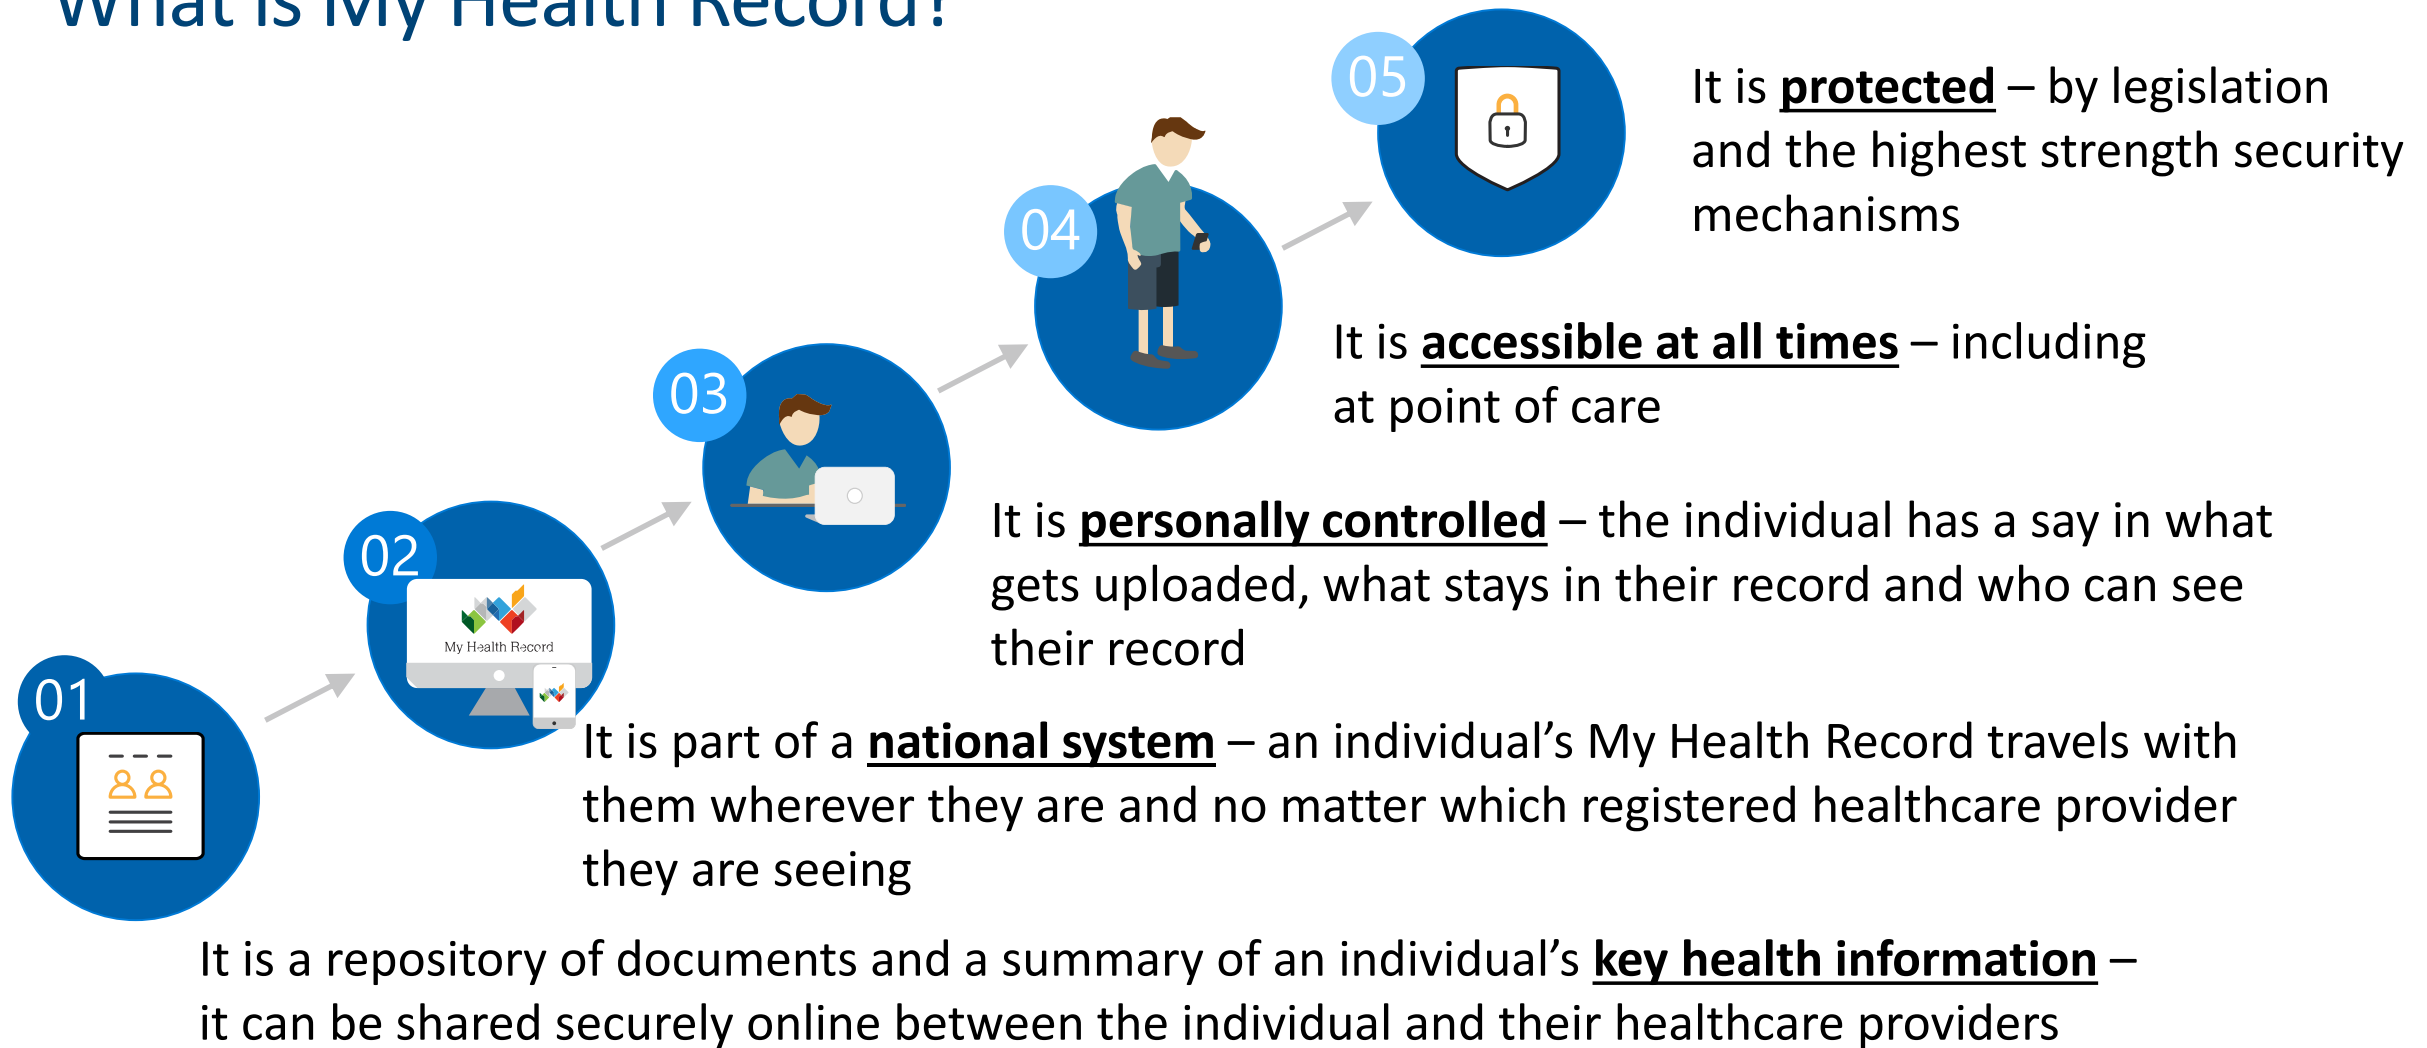 What is My Health Record?
05
It is protected – by legislation
and the highest strength security
mechanisms
04
It is accessible at all times – including
at point of care
03
It is personally controlled – the individual has a say in what
gets uploaded, what stays in their record and who can see
their record
02
My Health Record
It is part of a national system – an individual’s My Health Record travels with
them wherever they are and no matter which registered healthcare provider
they are seeing
01
It is a repository of documents and a summary of an individual’s key health information –
it can be shared securely online between the individual and their healthcare providers